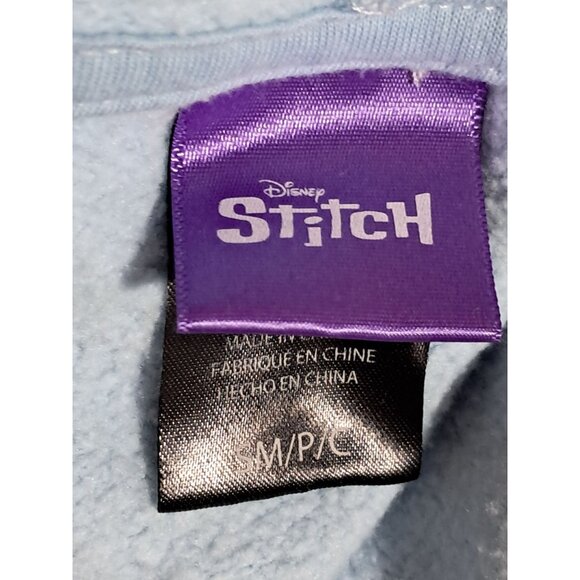 Disney
Stitch
MADE IN
FABRIQUE EN CHINE
HECHO EN CHINA
SM/P/C